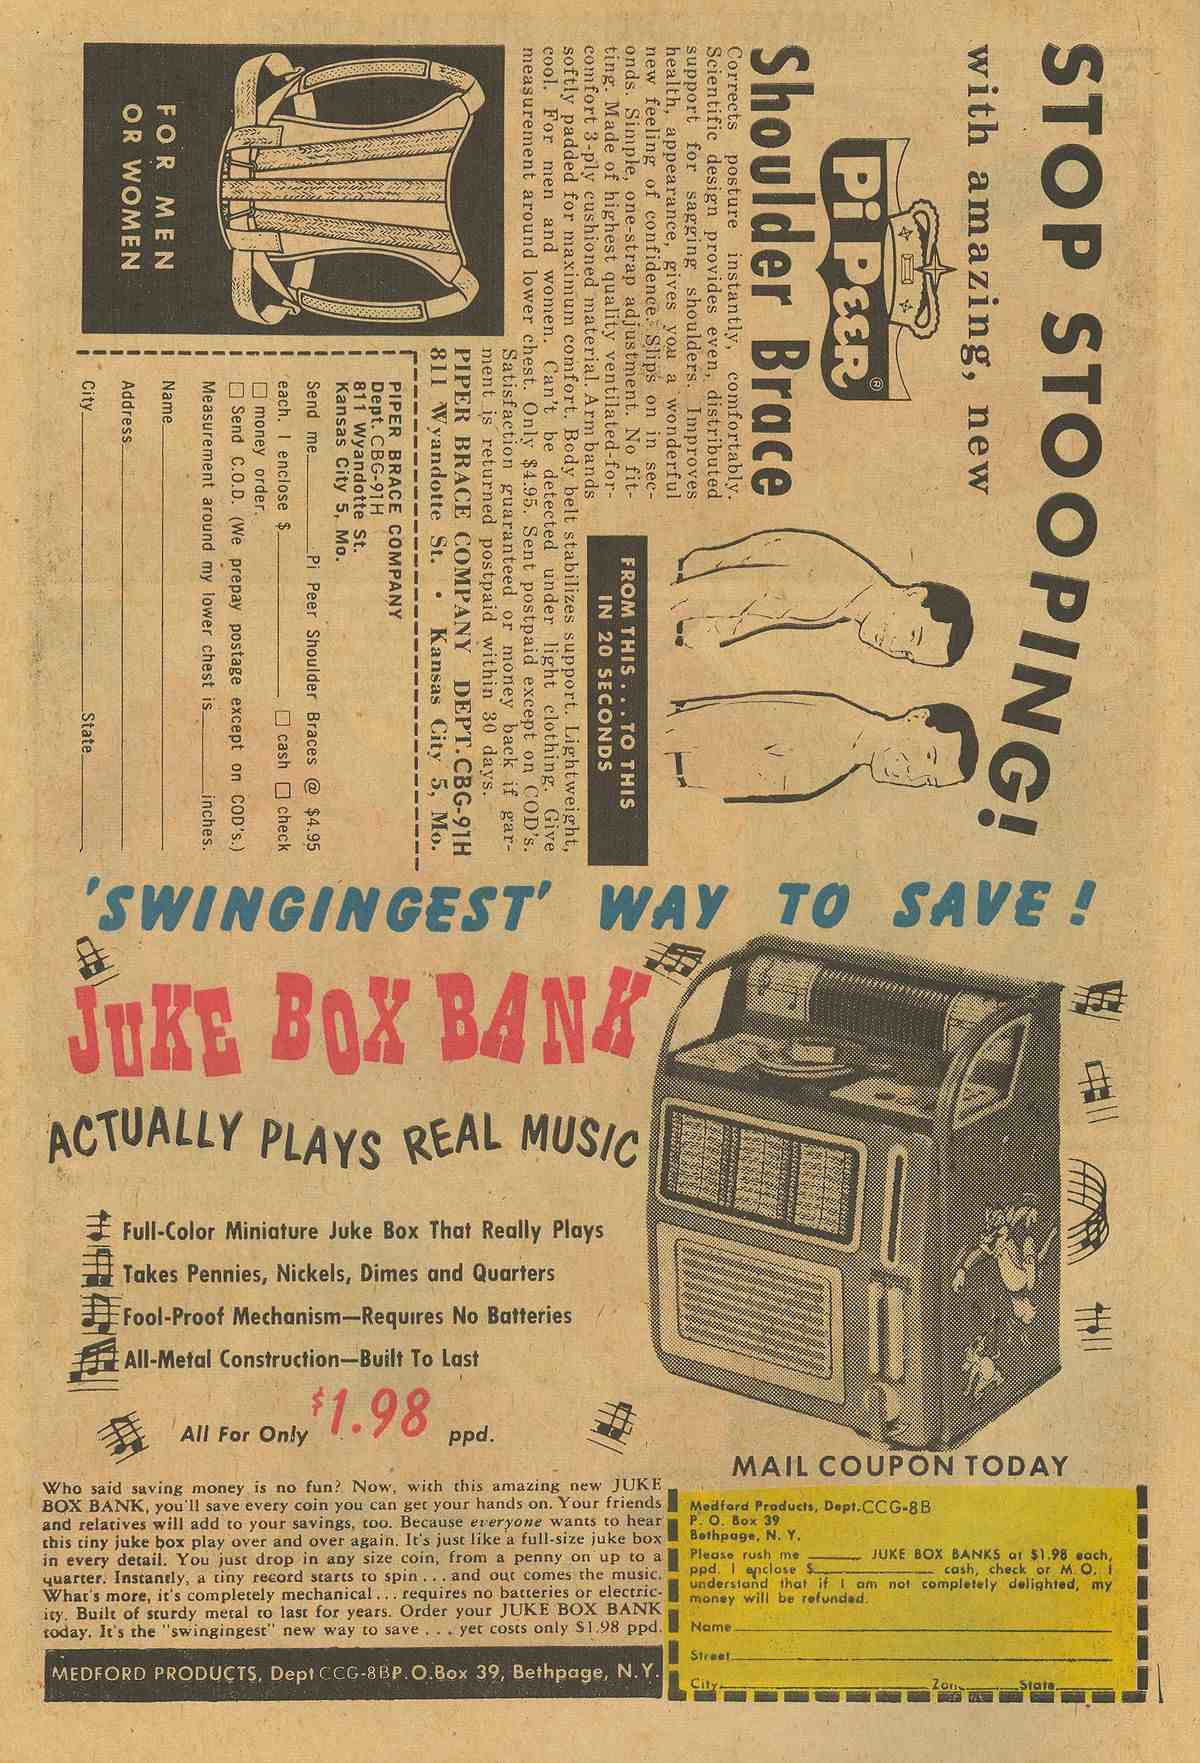 STOP STOOPING!
with amazing, new
PiPEER®
Shoulder Brace
Corrects posture instantly, comfortably.
Scientific design provides even, distributed
support for sagging shoulders. Improves
health, appearance, gives you a wonderful
new feeling of confidence. Slips on in sec-
onds. Simple, one-strap adjustment. No fit-
ting. Made of highest quality ventilated-for-
comfort 3-ply cushioned material. Arm bands
softly padded for maximum comfort. Body belt stabilizes support. Lightweight,
cool. For men and women. Can't be detected under light clothing. Give
measurement around lower chest. Only $4.95. Sent postpaid except on COD's.
Satisfaction guaranteed or money back if gar-
ment is returned postpaid within 30 days.
PIPER BRACE COMPANY DEPT. CBG-91H
811 Wyandotte St. • Kansas City 5, Mo.
FROM THIS . . . TO THIS
IN 20 SECONDS
FOR MEN
OR WOMEN
PIPER BRACE COMPANY
Dept. CBG-91H
811 Wyandotte St.
Kansas City 5, Mo.
Send me Pi Peer Shoulder Braces @ $4.95
each. I enclose $ □ cash □ check
□ money order.
□ Send C.O.D. (We prepay postage except on COD's.)
Measurement around my lower chest is inches.
Name
Address
City State
'SWINGINGEST' WAY TO SAVE!
JUKE BOX BANK
ACTUALLY PLAYS REAL MUSIC
Full-Color Miniature Juke Box That Really Plays
Takes Pennies, Nickels, Dimes and Quarters
Fool-Proof Mechanism—Requires No Batteries
All-Metal Construction—Built To Last
All For Only $1.98 ppd.
Who said saving money is no fun? Now, with this amazing new JUKE
BOX BANK, you'll save every coin you can get your hands on. Your friends
and relatives will add to your savings, too. Because everyone wants to hear
this tiny juke box play over and over again. It's just like a full-size juke box
in every detail. You just drop in any size coin, from a penny on up to a
quarter. Instantly, a tiny record starts to spin . . . and out comes the music.
What's more, it's completely mechanical . . . requires no batteries or electric-
ity. Built of sturdy metal to last for years. Order your JUKE BOX BANK
today. It's the "swingingest" new way to save . . . yet costs only $1.98 ppd.
MEDFORD PRODUCTS, Dept CCG-8B P.O.Box 39, Bethpage, N.Y.
MAIL COUPON TODAY
Medford Products, Dept. CCG-8B
P. O. Box 39
Bethpage, N. Y.
Please rush me JUKE BOX BANKS at $1.98 each,
ppd. I enclose $ cash, check or M.O. I
understand that if I am not completely delighted, my
money will be refunded.
Name
Street
City Zone State